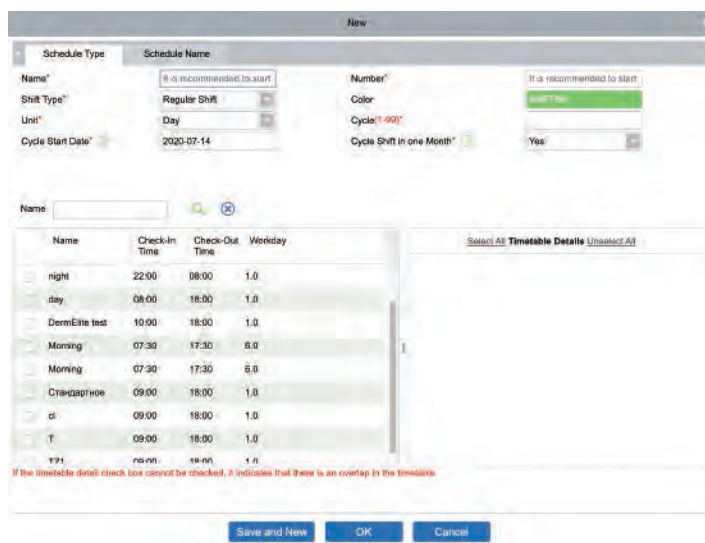 New
Schedule Type Schedule Name
Name* It is recommended to start Number* It is recommended to start
Shift Type* Regular Shift Color
Unit* Day Cycle(1-99)*
Cycle Start Date* 2020-07-14 Cycle Shift in one Month* Yes
Name
Name Check-In Time Check-Out Time Workday
Select All Timetable Details Unselect All
night 22:00 08:00 1.0
day 08:00 18:00 1.0
DermElite test 10:00 18:00 1.0
Morning 07:30 17:30 6.0
Morning 07:30 17:30 6.0
Стандартное 09:00 18:00 1.0
09:00 18:00 1.0
T 09:00 18:00 1.0
09:00 18:00 1.0
If the timetable detail check box cannot be checked, it indicates that there is an overlap in the timetable.
Save and New OK Cancel